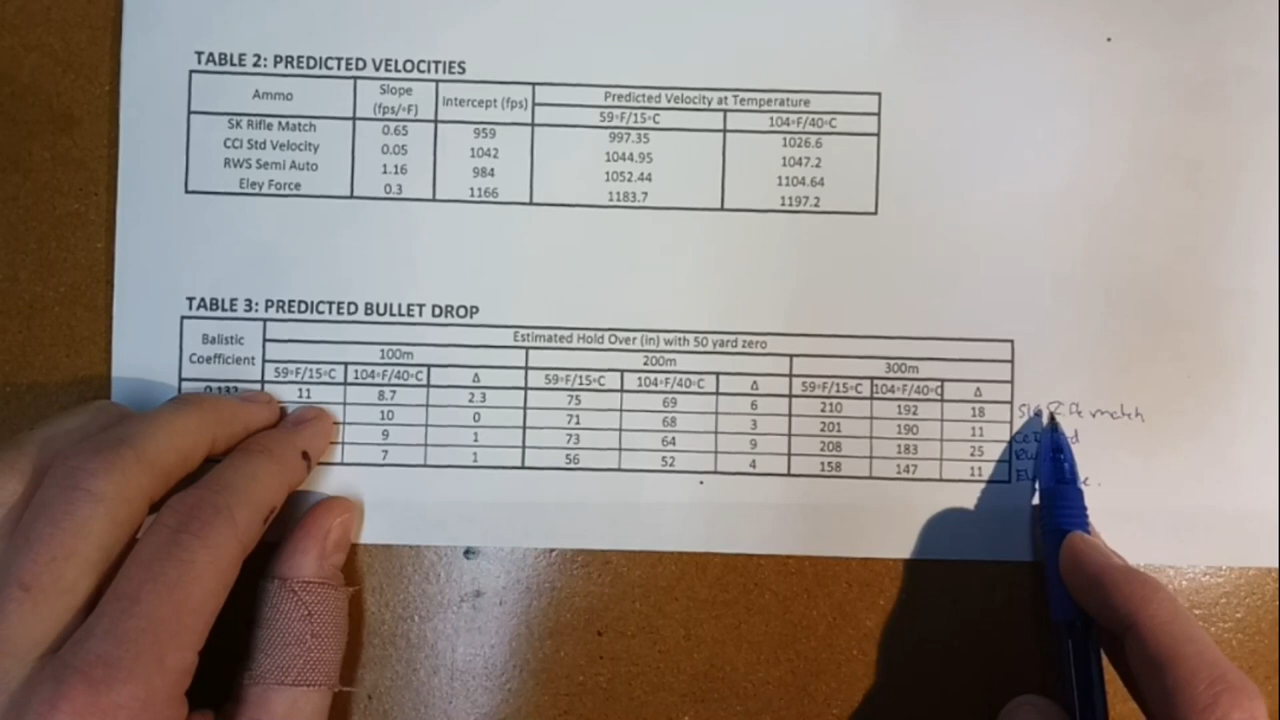 TABLE 2: PREDICTED VELOCITIES
Ammo Slope (fps/◦F) Intercept (fps) Predicted Velocity at Temperature
59◦F/15◦C 104◦F/40◦C
SK Rifle Match 0.65 959 997.35 1026.6
CCI Std Velocity 0.05 1042 1044.95 1047.2
RWS Semi Auto 1.16 984 1052.44 1104.64
Eley Force 0.3 1166 1183.7 1197.2
TABLE 3: PREDICTED BULLET DROP
Balistic Coefficient Estimated Hold Over (in) with 50 yard zero
100m 200m 300m
59◦F/15◦C 104◦F/40◦C Δ 59◦F/15◦C 104◦F/40◦C Δ 59◦F/15◦C 104◦F/40◦C Δ
0.132 11 8.7 2.3 75 69 6 210 192 18 match
10 0 71 68 3 201 190 11
9 1 73 64 9 208 183 25
7 1 56 52 4 158 147 11